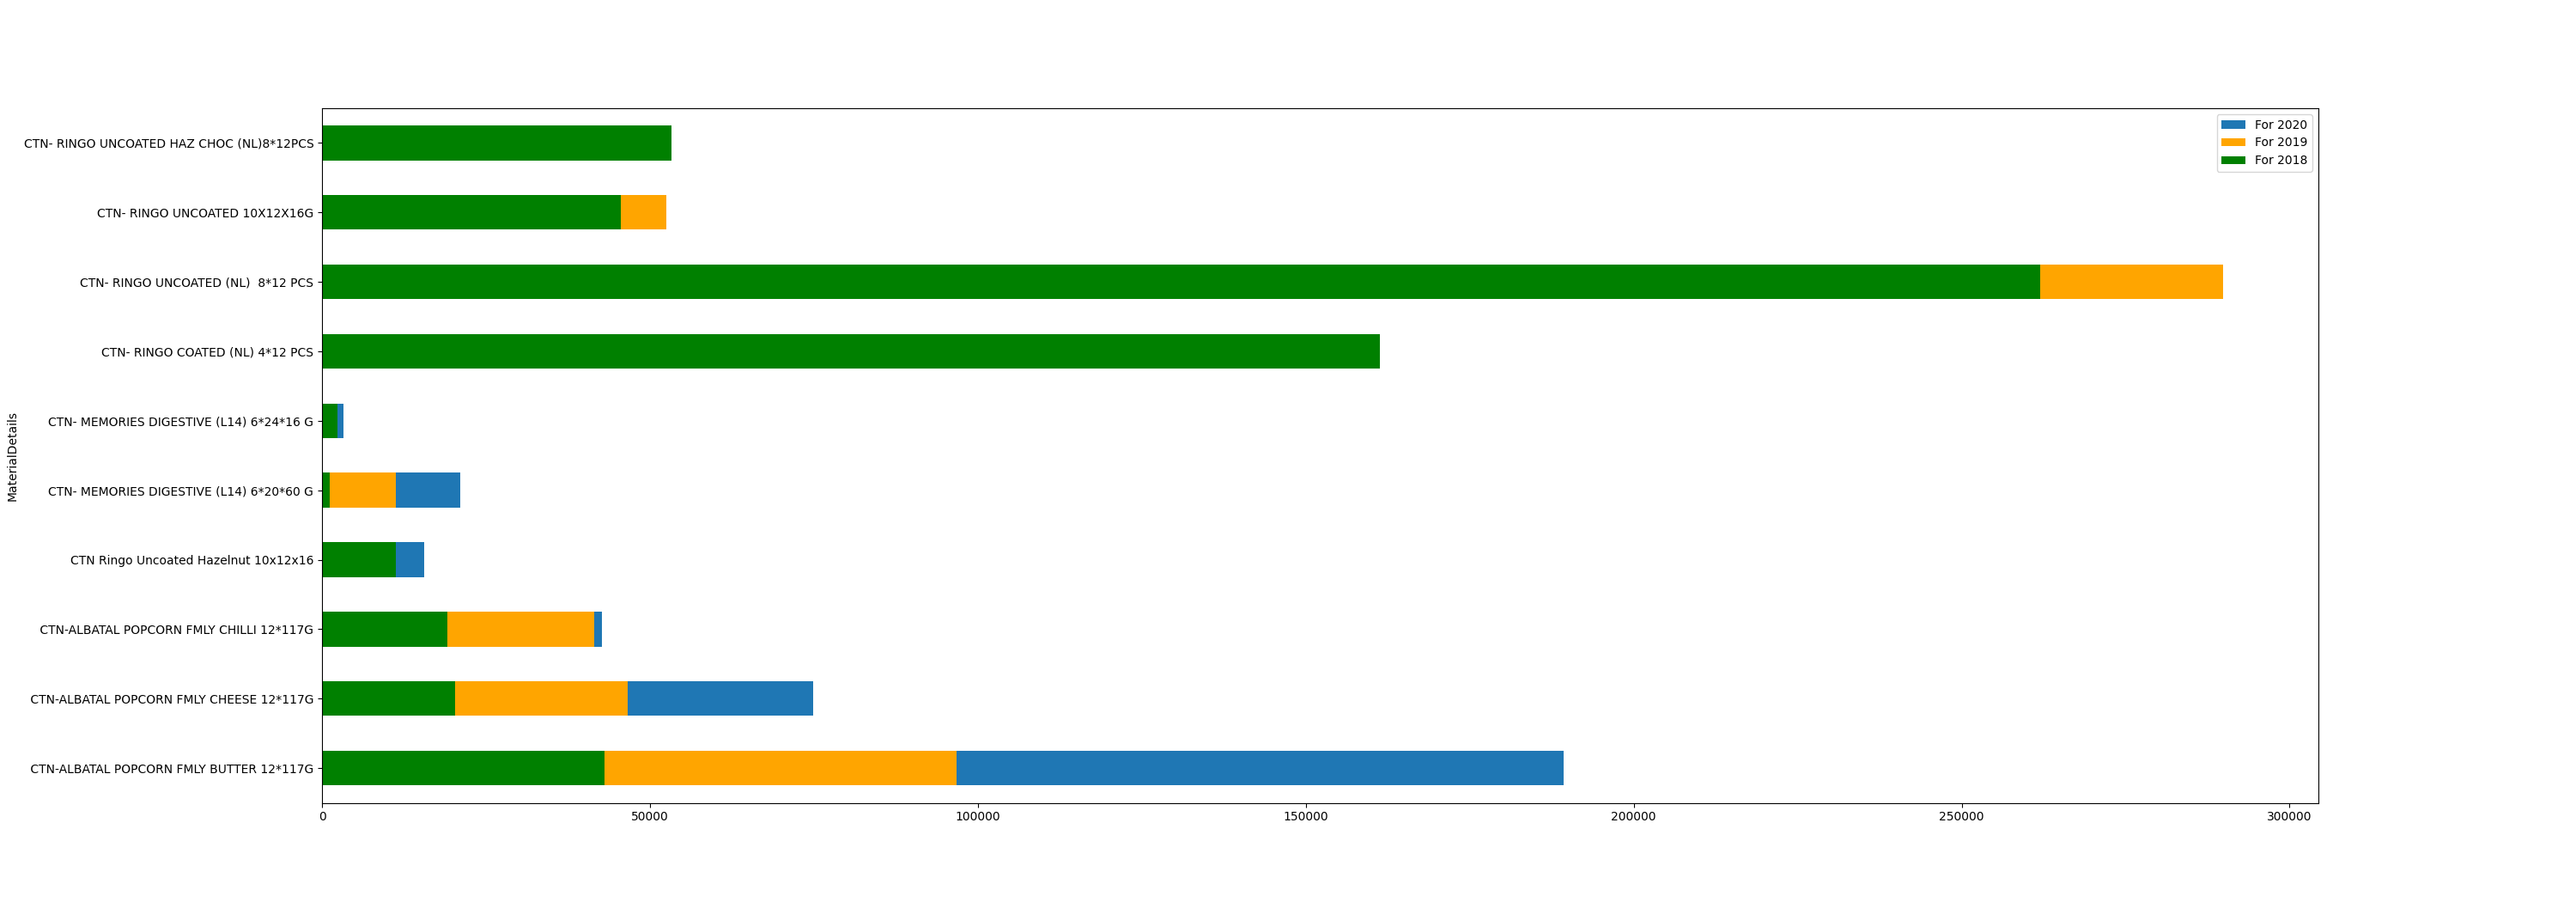 For 2020
For 2019
For 2018
MaterialDetails
CTN- RINGO UNCOATED HAZ CHOC (NL)8*12PCS
CTN- RINGO UNCOATED 10X12X16G
CTN- RINGO UNCOATED (NL)  8*12 PCS
CTN- RINGO COATED (NL) 4*12 PCS
CTN- MEMORIES DIGESTIVE (L14) 6*24*16 G
CTN- MEMORIES DIGESTIVE (L14) 6*20*60 G
CTN Ringo Uncoated Hazelnut 10x12x16
CTN-ALBATAL POPCORN FMLY CHILLI 12*117G
CTN-ALBATAL POPCORN FMLY CHEESE 12*117G
CTN-ALBATAL POPCORN FMLY BUTTER 12*117G
0 50000 100000 150000 200000 250000 300000